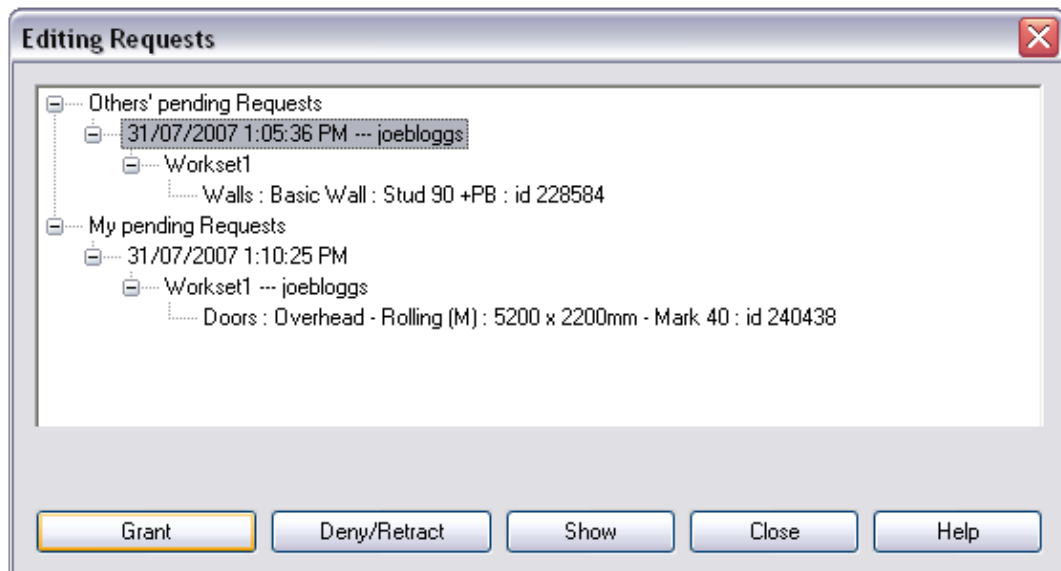 Editing Requests
Others' pending Requests
31/07/2007 1:05:36 PM --- joebloggs
Workset1
Walls : Basic Wall : Stud 90 +PB : id 228584
My pending Requests
31/07/2007 1:10:25 PM
Workset1 --- joebloggs
Doors : Overhead - Rolling (M) : 5200 x 2200mm - Mark 40 : id 240438
Grant Deny/Retract Show Close Help